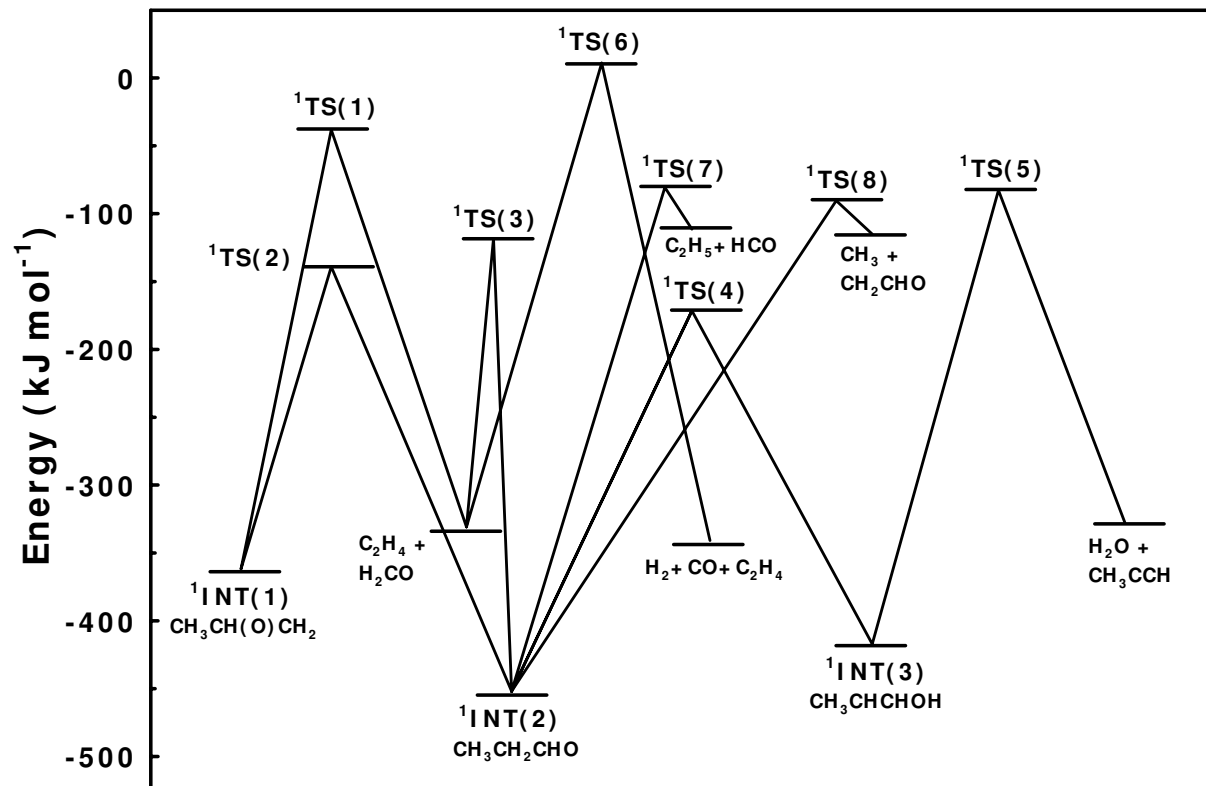 Energy (kJ mol⁻¹)
0
-100
-200
-300
-400
-500
¹TS(6)
¹TS(1)
¹TS(7)
¹TS(8)
¹TS(5)
¹TS(3)
¹TS(2)
C₂H₅+ HCO
CH₃ +
CH₂CHO
¹TS(4)
C₂H₄ +
H₂CO
H₂+ CO+ C₂H₄
H₂O +
CH₃CCH
¹INT(1)
CH₃CH(O)CH₂
¹INT(3)
CH₃CHCHOH
¹INT(2)
CH₃CH₂CHO